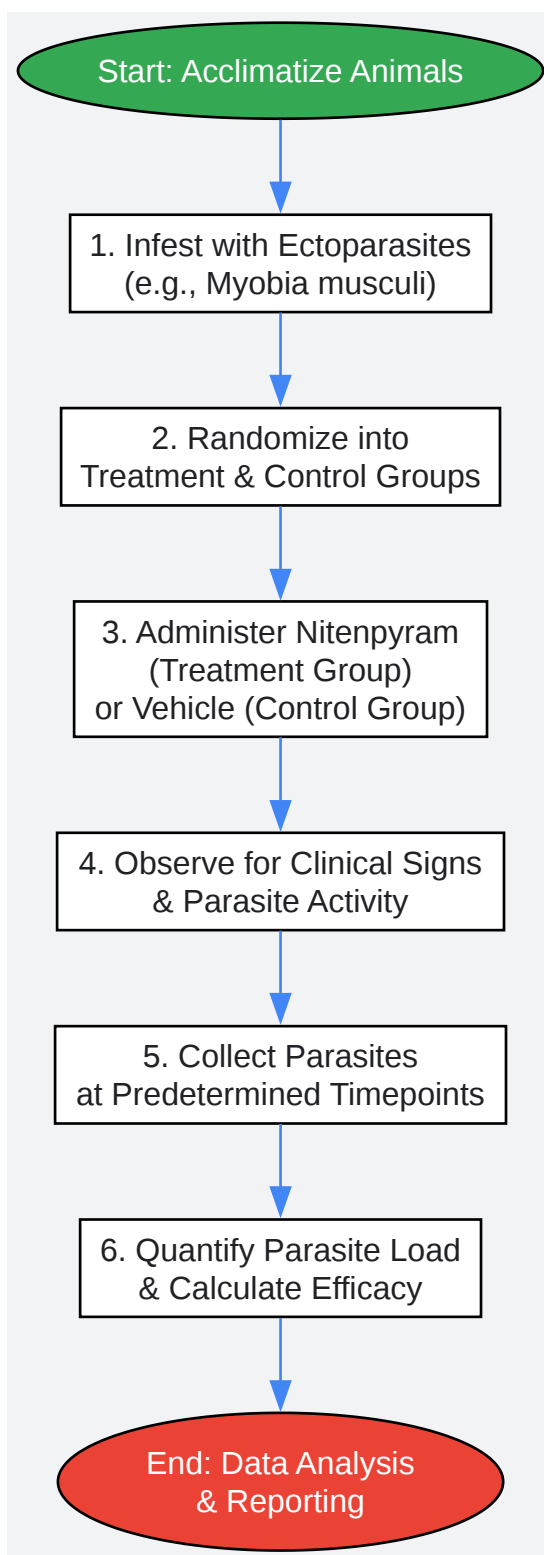 Start: Acclimatize Animals
1. Infest with Ectoparasites
(e.g., Myobia musculi)
2. Randomize into
Treatment & Control Groups
3. Administer Nitenpyram
(Treatment Group)
or Vehicle (Control Group)
4. Observe for Clinical Signs
& Parasite Activity
5. Collect Parasites
at Predetermined Timepoints
6. Quantify Parasite Load
& Calculate Efficacy
End: Data Analysis
& Reporting